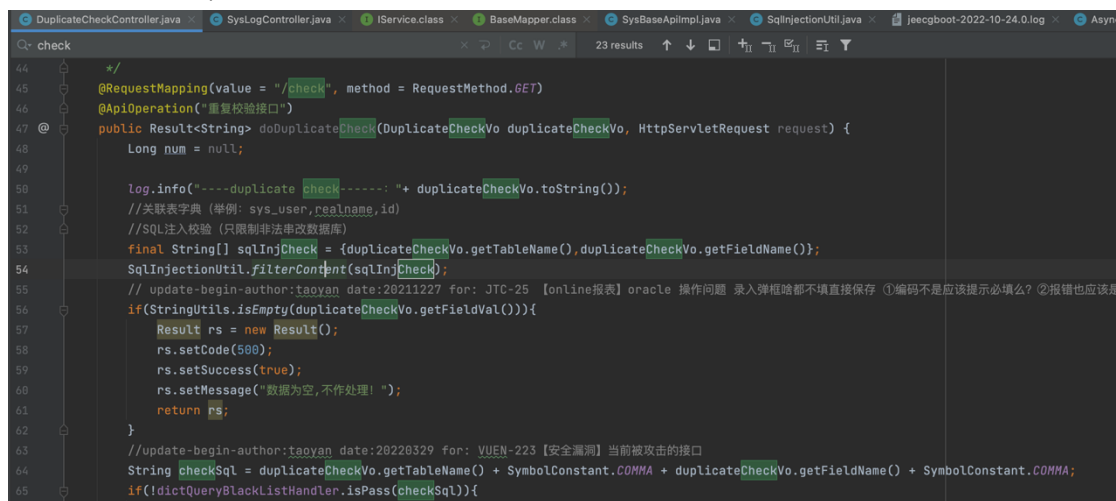 DuplicateCheckController.java × SysLogController.java × IService.class × BaseMapper.class × SysBaseApiImpl.java × SqlInjectionUtil.java × jeecgboot-2022-10-24.0.log × Async
check × Cc W .* 23 results
44 */
45 @RequestMapping(value = "/check", method = RequestMethod.GET)
46 @ApiOperation("重复校验接口")
47 @ public Result<String> doDuplicateCheck(DuplicateCheckVo duplicateCheckVo, HttpServletRequest request) {
48 Long num = null;
49
50 log.info("----duplicate check------: "+ duplicateCheckVo.toString());
51 //关联表字典（举例：sys_user,realname,id）
52 //SQL注入校验（只限制非法串改数据库）
53 final String[] sqlInjCheck = {duplicateCheckVo.getTableName(),duplicateCheckVo.getFieldName()};
54 SqlInjectionUtil.filterContent(sqlInjCheck);
55 // update-begin-author:taoyan date:20211227 for: JTC-25 【online报表】oracle 操作问题 录入弹框啥都不填直接保存 ①编码不是应该提示必填么？②报错也应该是
56 if(StringUtils.isEmpty(duplicateCheckVo.getFieldVal())){
57 Result rs = new Result();
58 rs.setCode(500);
59 rs.setSuccess(true);
60 rs.setMessage("数据为空,不作处理！");
61 return rs;
62 }
63 //update-begin-author:taoyan date:20220329 for: VUEN-223【安全漏洞】当前被攻击的接口
64 String checkSql = duplicateCheckVo.getTableName() + SymbolConstant.COMMA + duplicateCheckVo.getFieldName() + SymbolConstant.COMMA;
65 if(!dictQueryBlackListHandler.isPass(checkSql)){